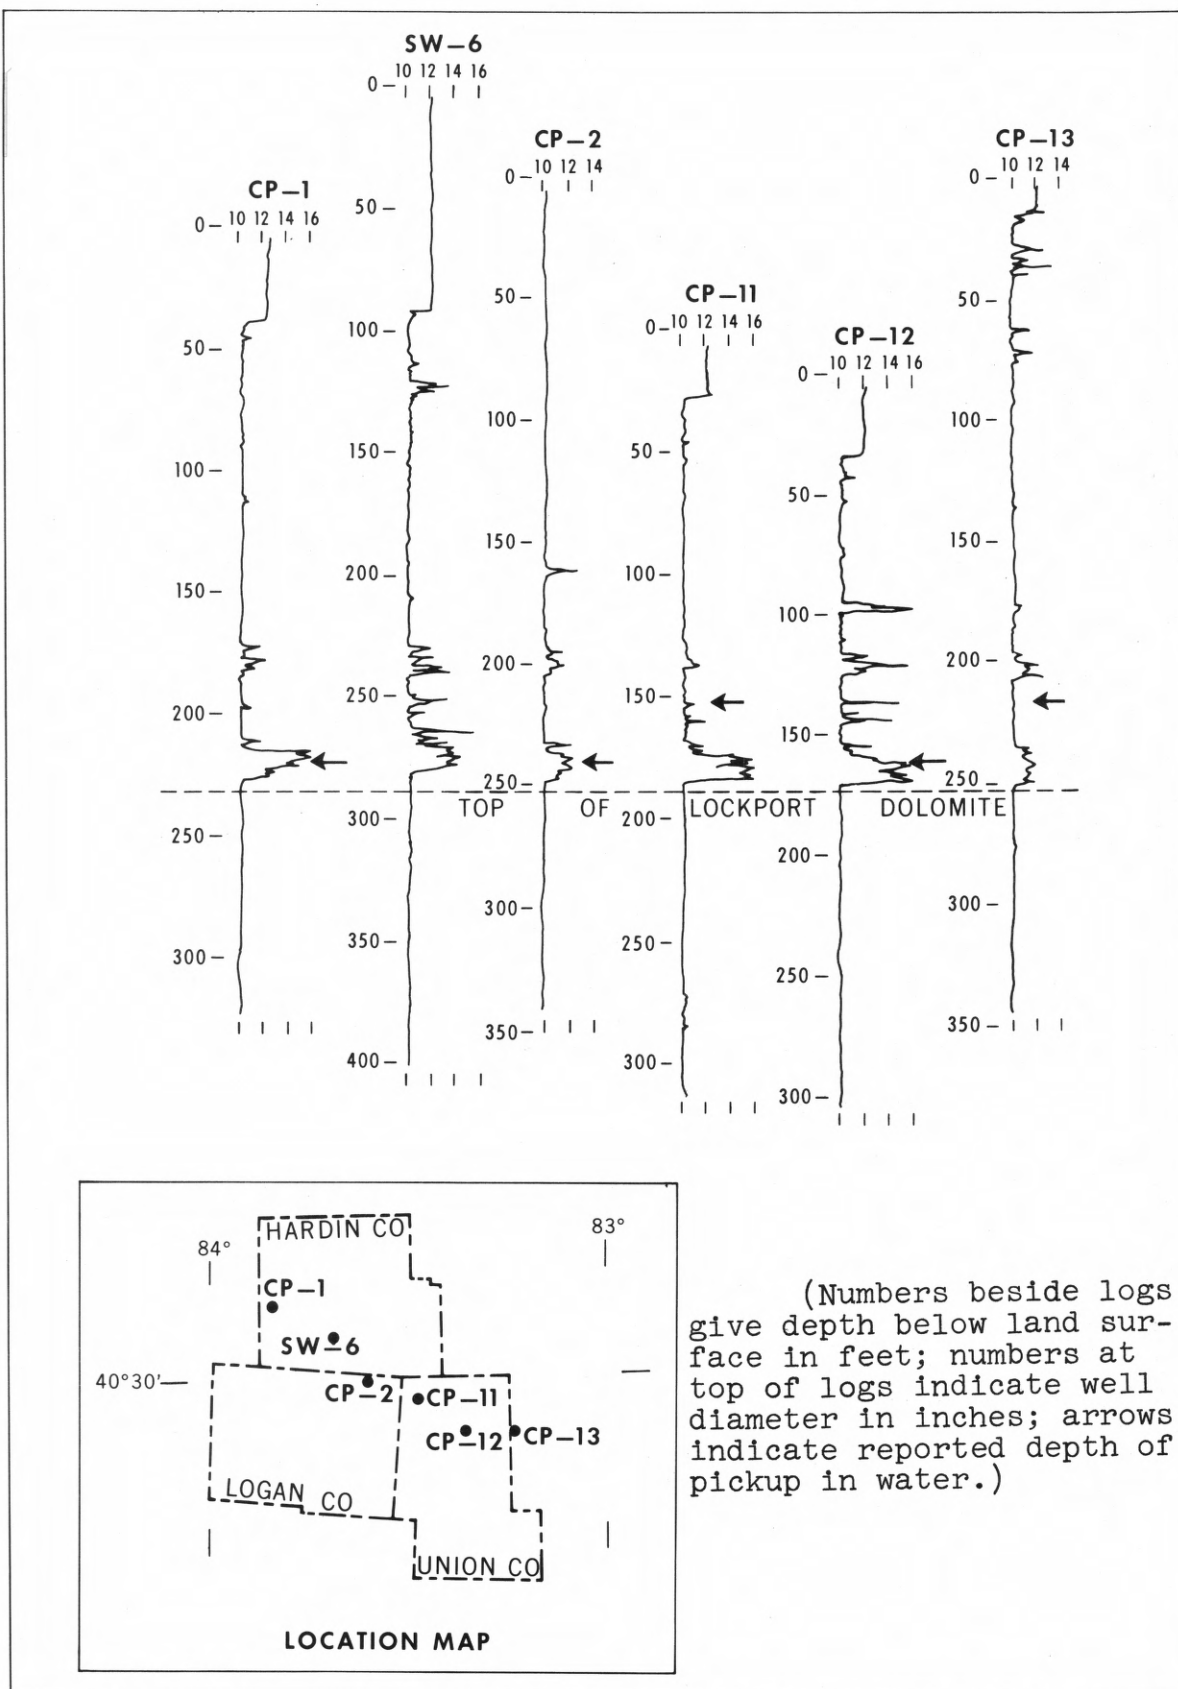 SW–6
10 12 14 16
0–
50–
100–
150–
200–
250–
300–
350–
400–
CP–2
10 12 14
0–
50–
100–
150–
200–
250–
300–
350–
CP–13
10 12 14
0–
50–
100–
150–
200–
250–
300–
350–
CP–1
10 12 14 16
0–
50–
100–
150–
200–
250–
300–
CP–11
10 12 14 16
0–
50–
100–
150–
200–
250–
300–
CP–12
10 12 14 16
0–
50–
100–
150–
200–
250–
300–
TOP OF LOCKPORT DOLOMITE
HARDIN CO
84°
83°
CP–1
SW–6
40°30'
CP–2
CP–11
CP–12
CP–13
LOGAN CO
UNION CO
LOCATION MAP
(Numbers beside logs
give depth below land sur-
face in feet; numbers at
top of logs indicate well
diameter in inches; arrows
indicate reported depth of
pickup in water.)